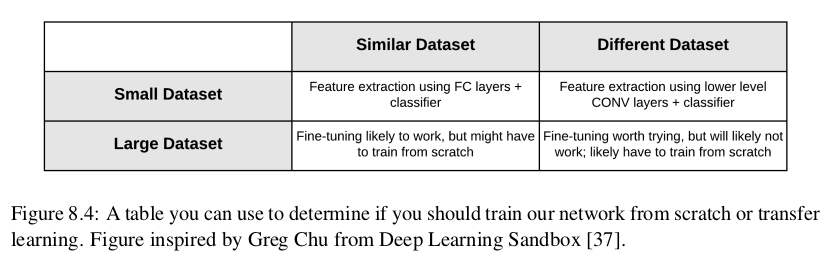 Similar Dataset
Different Dataset
Small Dataset
Feature extraction using FC layers +
classifier
Feature extraction using lower level
CONV layers + classifier
Large Dataset
Fine-tuning likely to work, but might have
to train from scratch
Fine-tuning worth trying, but will likely not
work; likely have to train from scratch
Figure 8.4: A table you can use to determine if you should train our network from scratch or transfer
learning. Figure inspired by Greg Chu from Deep Learning Sandbox [37].